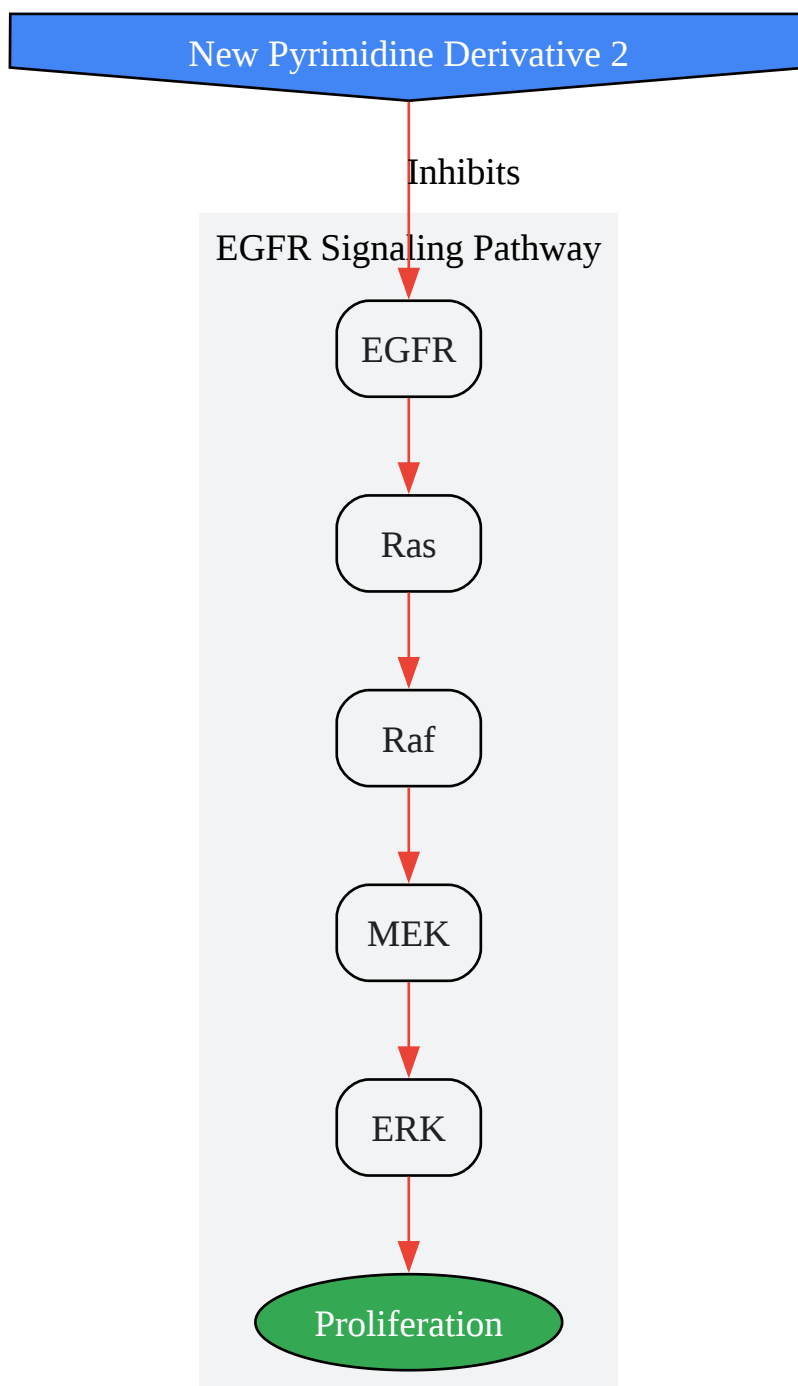 New Pyrimidine Derivative 2
Inhibits
EGFR Signaling Pathway
EGFR
Ras
Raf
MEK
ERK
Proliferation